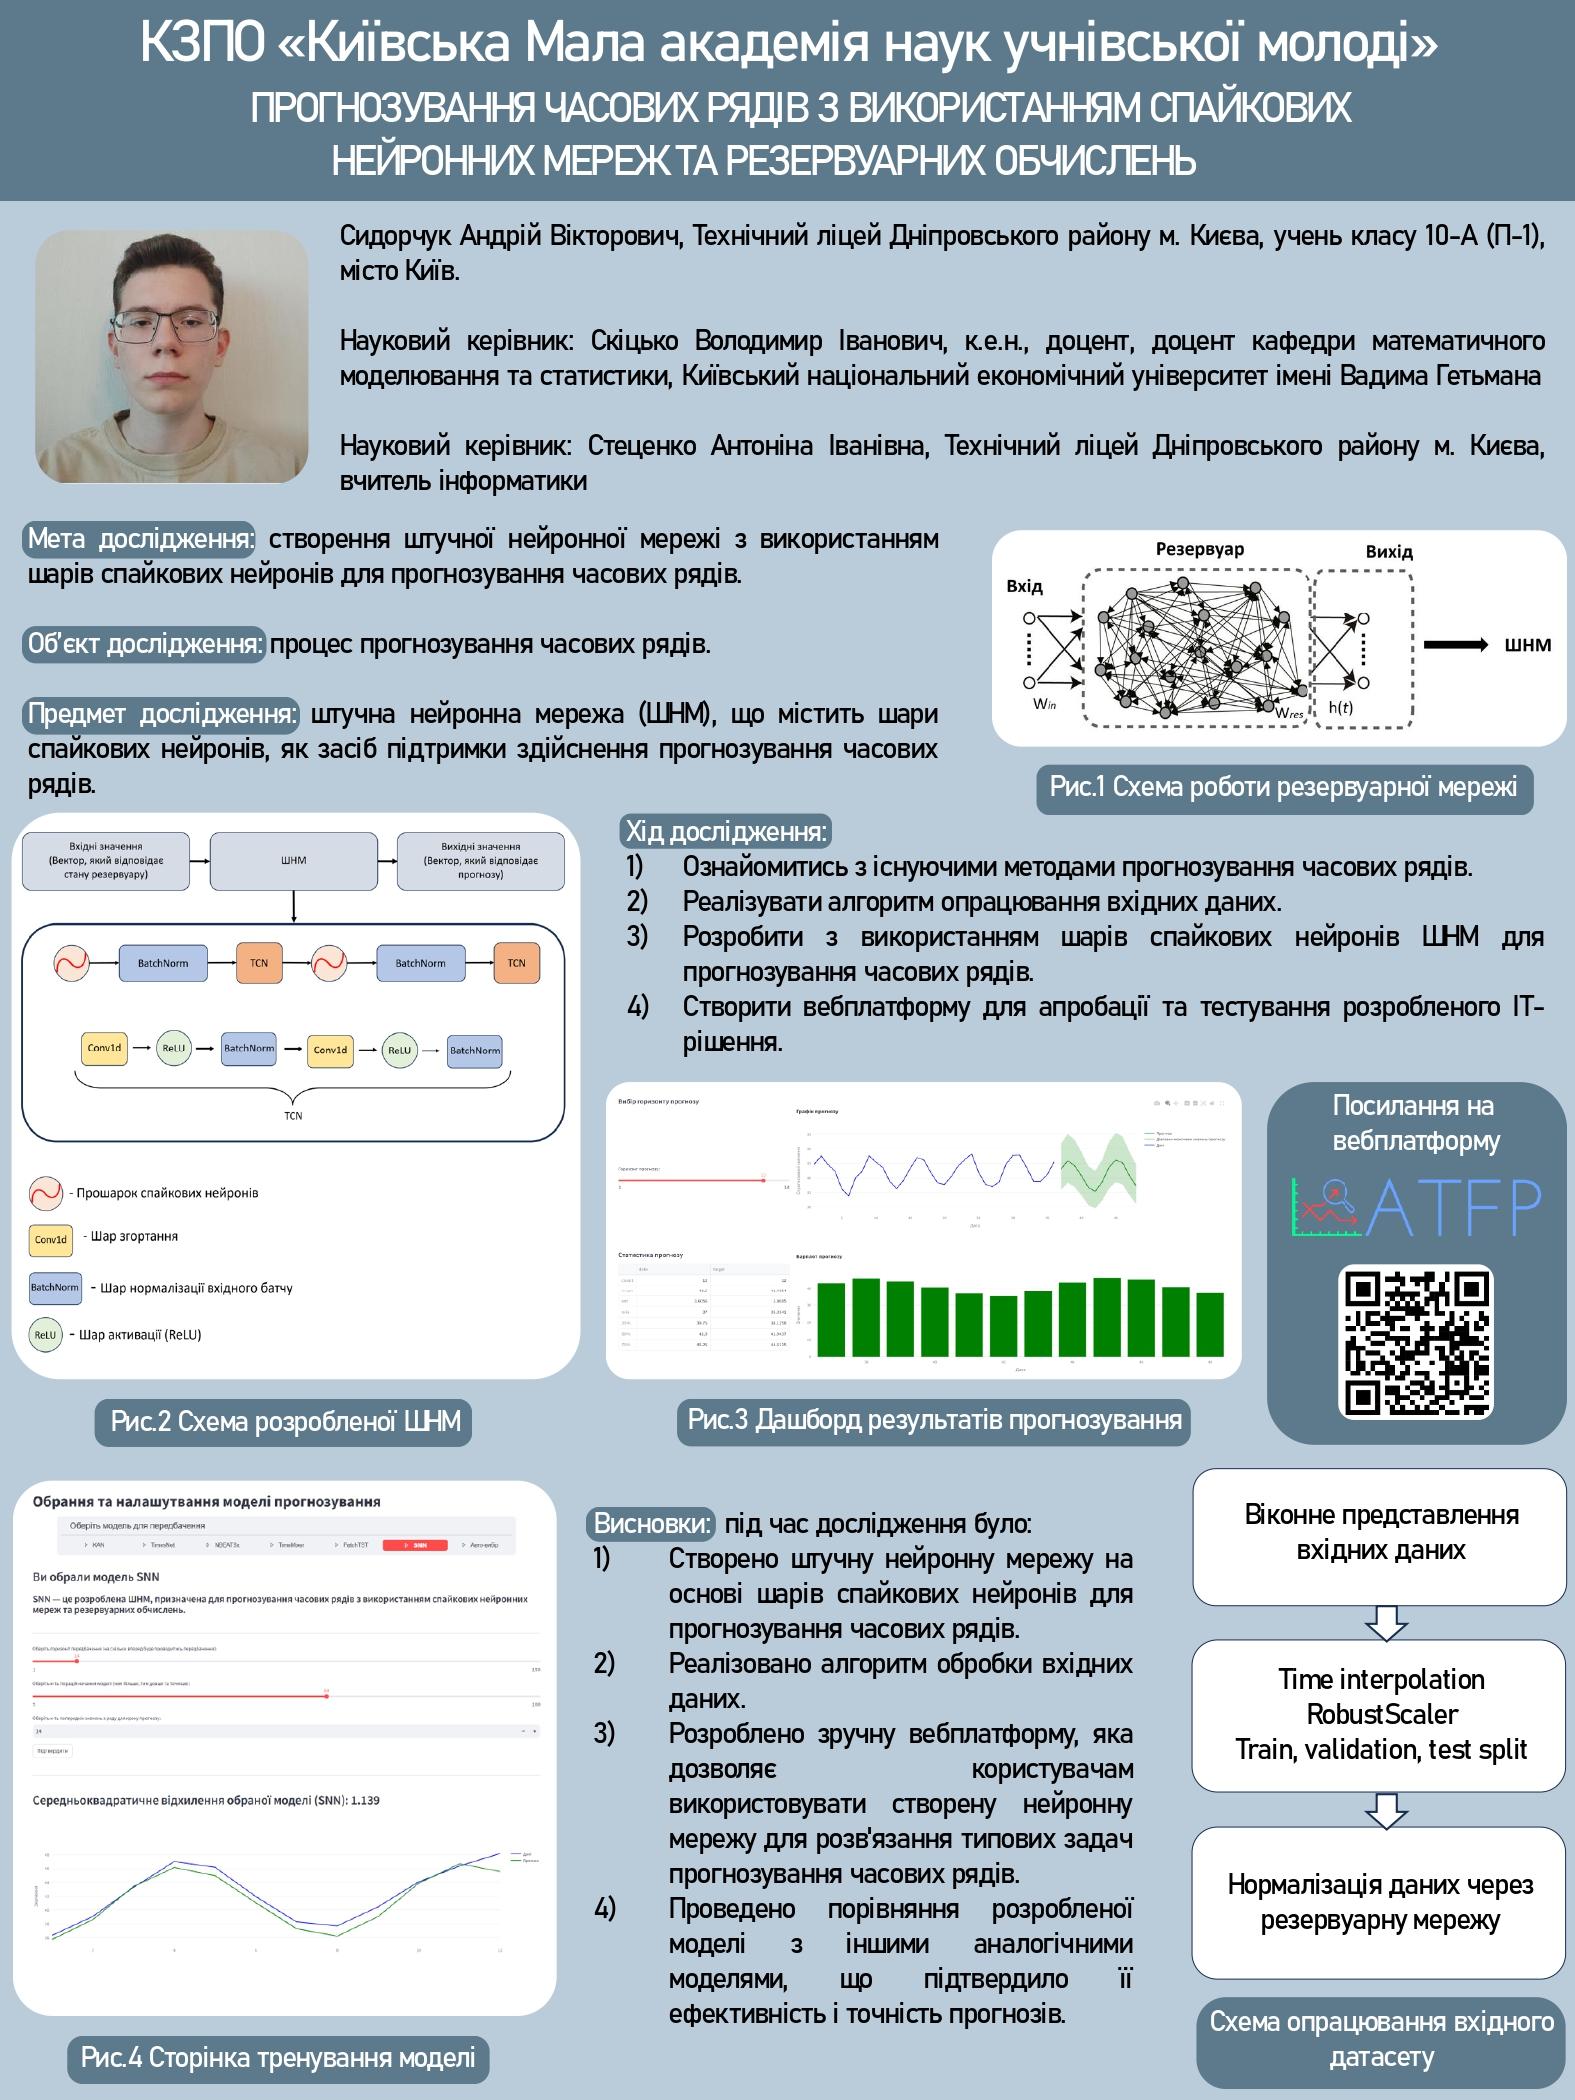 КЗПО «Київська Мала академія наук учнівської молоді»
ПРОГНОЗУВАННЯ ЧАСОВИХ РЯДІВ З ВИКОРИСТАННЯМ СПАЙКОВИХ
НЕЙРОННИХ МЕРЕЖ ТА РЕЗЕРВУАРНИХ ОБЧИСЛЕНЬ
Сидорчук Андрій Вікторович, Технічний ліцей Дніпровського району м. Києва, учень класу 10-А (П-1),
місто Київ.
Науковий керівник: Скіцько Володимир Іванович, к.е.н., доцент, доцент кафедри математичного
моделювання та статистики, Київський національний економічний університет імені Вадима Гетьмана
Науковий керівник: Стеценко Антоніна Іванівна, Технічний ліцей Дніпровського району м. Києва,
вчитель інформатики
Мета дослідження: створення штучної нейронної мережі з використанням
шарів спайкових нейронів для прогнозування часових рядів.
Об’єкт дослідження: процес прогнозування часових рядів.
Предмет дослідження: штучна нейронна мережа (ШНМ), що містить шари
спайкових нейронів, як засіб підтримки здійснення прогнозування часових
рядів.
Резервуар
Вихід
Вхід
ШНМ
Win
Wres
h(t)
Рис.1 Схема роботи резервуарної мережі
Вхідні значення
(Вектор, який відповідає
стану резервуару)
ШНМ
Вихідні значення
(Вектор, який відповідає
прогнозу)
BatchNorm
TCN
BatchNorm
TCN
Conv1d
ReLU
BatchNorm
Conv1d
ReLU
BatchNorm
TCN
- Прошарок спайкових нейронів
Conv1d
- Шар згортання
BatchNorm
- Шар нормалізації вхідного батчу
ReLU
- Шар активації (ReLU)
Рис.2 Схема розробленої ШНМ
Хід дослідження:
1) Ознайомитись з існуючими методами прогнозування часових рядів.
2) Реалізувати алгоритм опрацювання вхідних даних.
3) Розробити з використанням шарів спайкових нейронів ШНМ для
прогнозування часових рядів.
4) Створити вебплатформу для апробації та тестування розробленого ІТ-
рішення.
Вибір горизонту прогнозу
Графік прогнозу
Статистика прогнозу
Барплот прогнозу
Рис.3 Дашборд результатів прогнозування
Посилання на
вебплатформу
ATFP
Обрання та налаштування моделі прогнозування
Оберіть модель для передбачення
KAN
TimesNet
NBEATSx
TimeMixer
PatchTST
SNN
Авто-вибір
Ви обрали модель SNN
SNN — це розроблена ШНМ, призначена для прогнозування часових рядів з використанням спайкових нейронних
мереж та резервуарних обчислень.
14
Підтвердити
Середньоквадратичне відхилення обраної моделі (SNN): 1.139
Рис.4 Сторінка тренування моделі
Висновки: під час дослідження було:
1) Створено штучну нейронну мережу на
основі шарів спайкових нейронів для
прогнозування часових рядів.
2) Реалізовано алгоритм обробки вхідних
даних.
3) Розроблено зручну вебплатформу, яка
дозволяє користувачам
використовувати створену нейронну
мережу для розв'язання типових задач
прогнозування часових рядів.
4) Проведено порівняння розробленої
моделі з іншими аналогічними
моделями, що підтвердило її
ефективність і точність прогнозів.
Віконне представлення
вхідних даних
Time interpolation
RobustScaler
Train, validation, test split
Нормалізація даних через
резервуарну мережу
Схема опрацювання вхідного
датасету